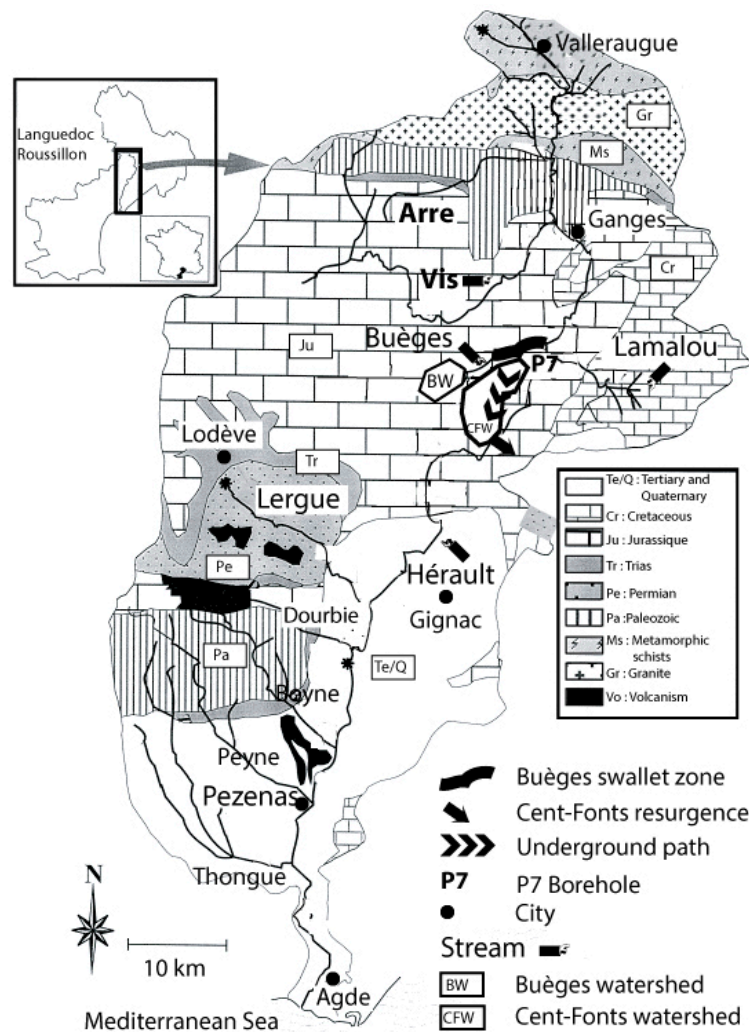 Valleraugue
Languedoc
Roussillon
Gr
Ms
Arre
Ganges
Cr
Vis
Buèges
Ju
P7
Lamalou
BW
CFW
Lodève
Tr
Lergue
Te/Q : Tertiary and
Quaternary
Cr : Cretaceous
Ju : Jurassique
Tr : Trias
Pe : Permian
Pa :Paleozoic
Ms : Metamorphic
schists
Gr : Granite
Vo : Volcanism
Pe
Hérault
Gignac
Dourbie
Pa
Te/Q
Boyne
Peyne
Pezenas
Thongue
N
10 km
Agde
Mediterranean Sea
Buèges swallet zone
Cent-Fonts resurgence
Underground path
P7 P7 Borehole
City
Stream
BW Buèges watershed
CFW Cent-Fonts watershed